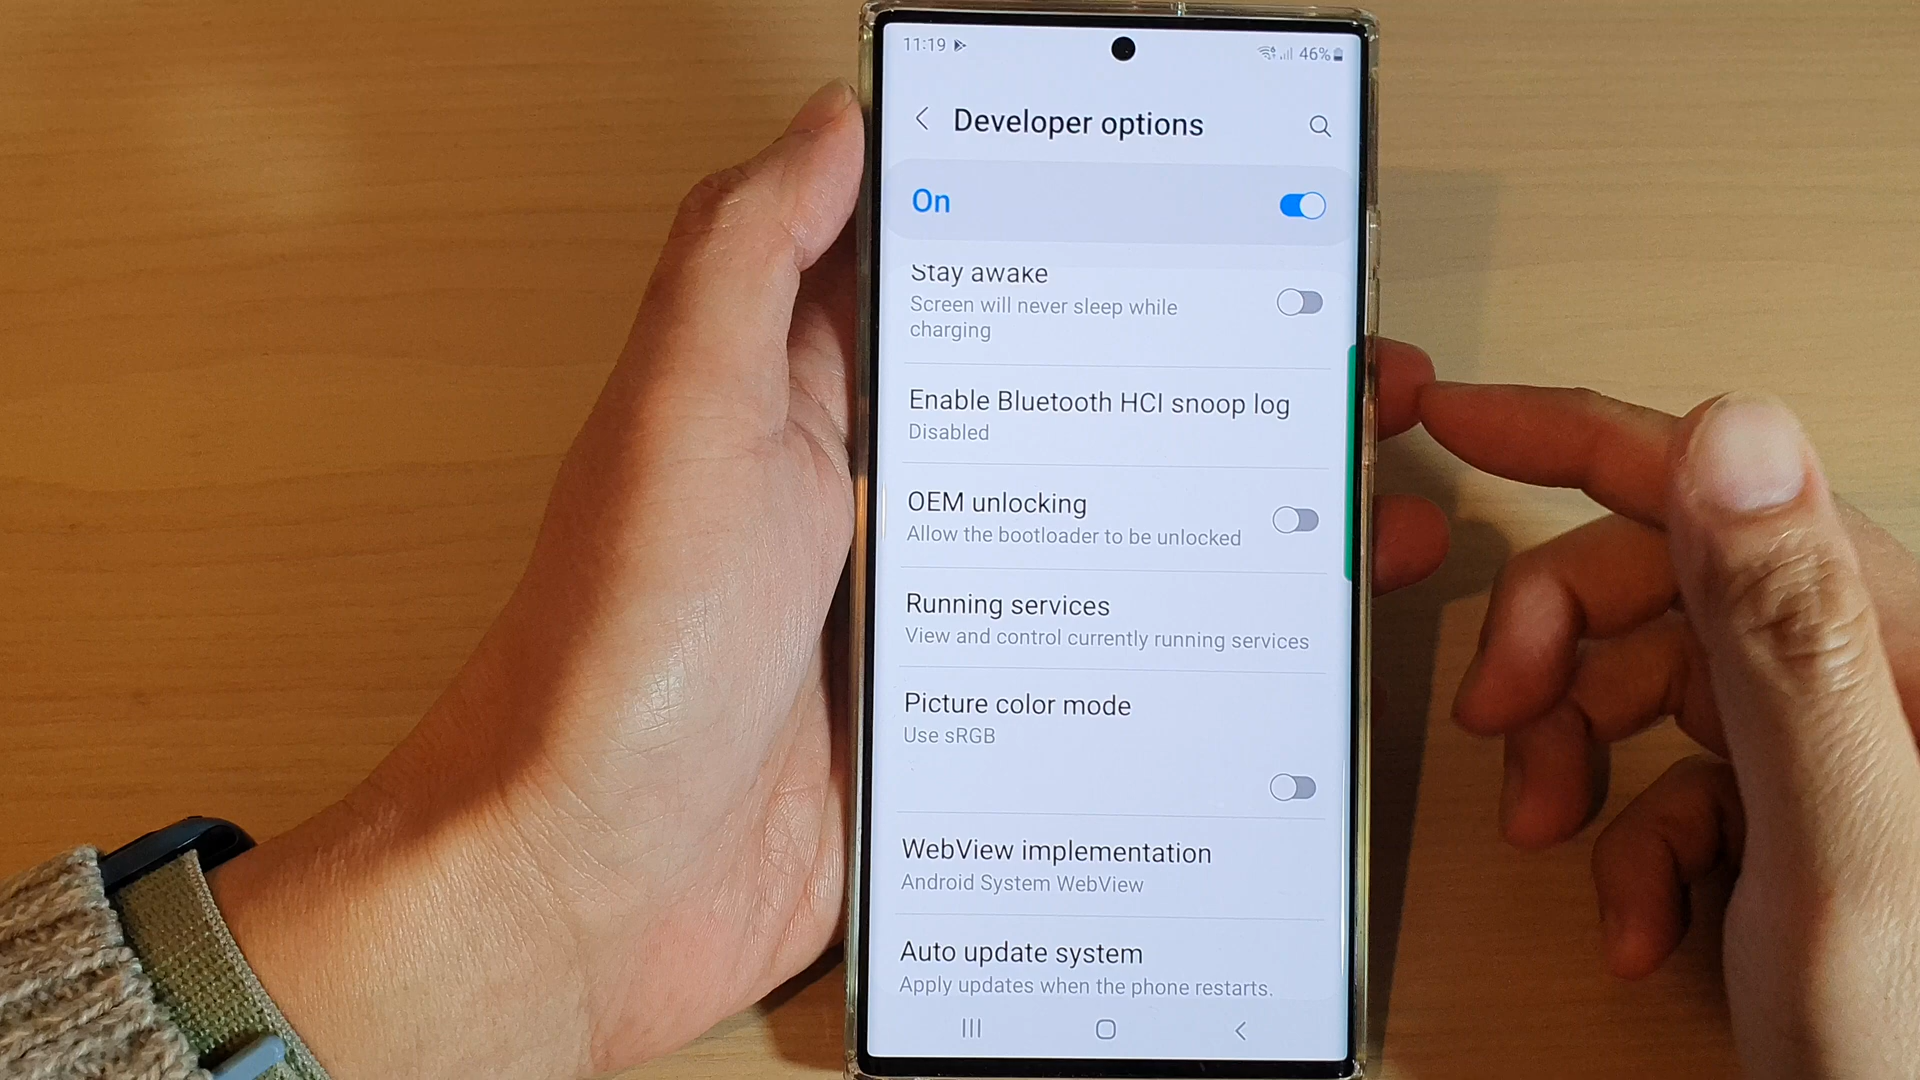 11:19
46%
Developer options
On
Stay awake
Screen will never sleep while
charging
Enable Bluetooth HCI snoop log
Disabled
OEM unlocking
Allow the bootloader to be unlocked
Running services
View and control currently running services
Picture color mode
Use sRGB
WebView implementation
Android System WebView
Auto update system
Apply updates when the phone restarts.